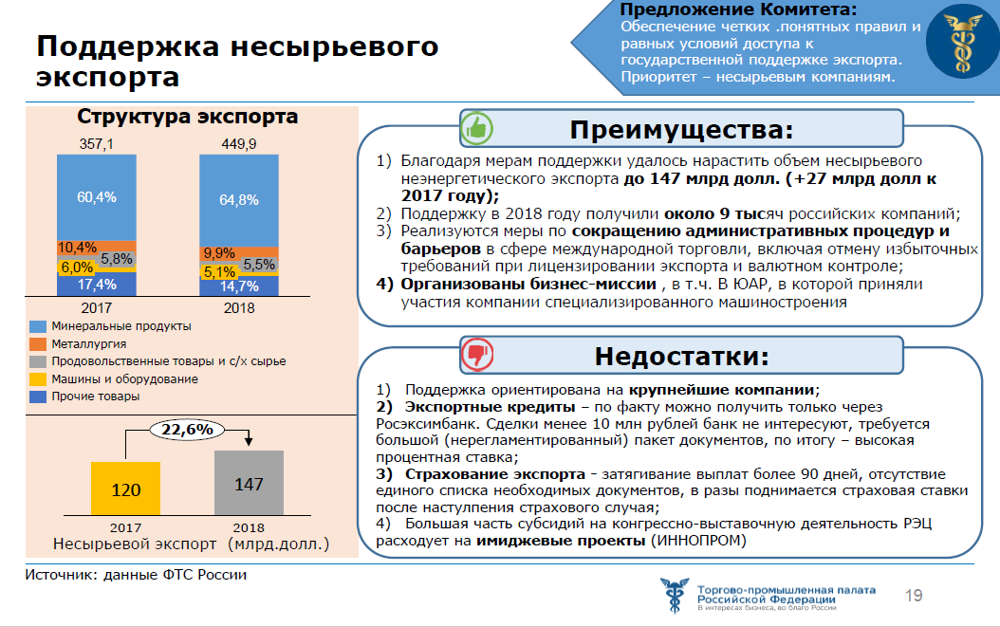 Поддержка несырьевого
экспорта
Предложение Комитета:
Обеспечение четких .понятных правил и
равных условий доступа к
государственной поддержке экспорта.
Приоритет – несырьевым компаниям.
Структура экспорта
357,1
449,9
60,4%
64,8%
10,4%
9,9%
5,8%
5,5%
6,0%
5,1%
17,4%
14,7%
2017
2018
Минеральные продукты
Металлургия
Продовольственные товары и с/х сырье
Машины и оборудование
Прочие товары
22,6%
120
147
2017
2018
Несырьевой экспорт (млрд.долл.)
Преимущества:
1) Благодаря мерам поддержки удалось нарастить объем несырьевого
неэнергетического экспорта до 147 млрд долл. (+27 млрд долл к
2017 году);
2) Поддержку в 2018 году получили около 9 тысяч российских компаний;
3) Реализуются меры по сокращению административных процедур и
барьеров в сфере международной торговли, включая отмену избыточных
требований при лицензировании экспорта и валютном контроле;
4) Организованы бизнес-миссии , в т.ч. В ЮАР, в которой приняли
участия компании специализированного машиностроения
Недостатки:
1) Поддержка ориентирована на крупнейшие компании;
2) Экспортные кредиты – по факту можно получить только через
Росэксимбанк. Сделки менее 10 млн рублей банк не интересуют, требуется
большой (нерегламентированный) пакет документов, по итогу – высокая
процентная ставка;
3) Страхование экспорта - затягивание выплат более 90 дней, отсутствие
единого списка необходимых документов, в разы поднимается страховая ставки
после наступления страхового случая;
4) Большая часть субсидий на конгрессно-выставочную деятельность РЭЦ
расходует на имиджевые проекты (ИННОПРОМ)
Источник: данные ФТС России
Торгово-промышленная палата
Российской Федерации
В интересах бизнеса, во благо России
19